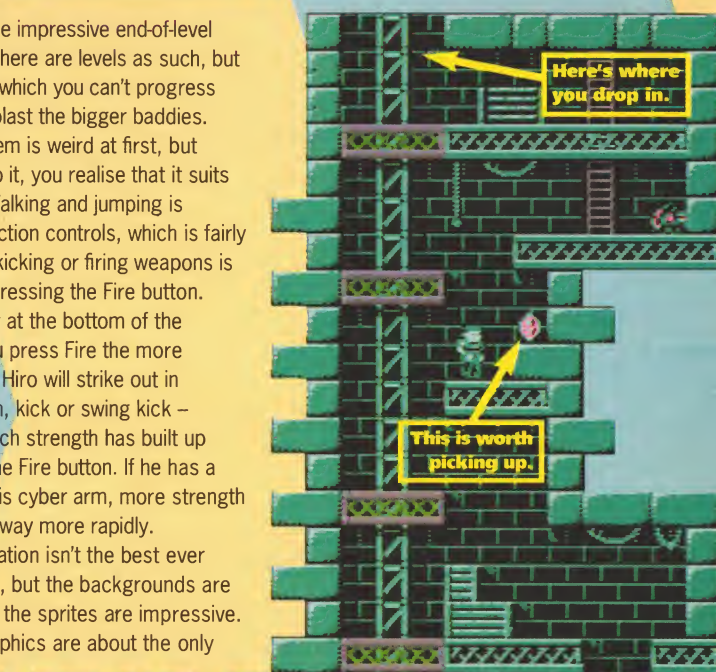 e impressive end-of-level
here are levels as such, but
which you can't progress
blast the bigger baddies.
em is weird at first, but
o it, you realise that it suits
alking and jumping is
ction controls, which is fairly
kicking or firing weapons is
ressing the Fire button.
at the bottom of the
u press Fire the more
Hiro will strike out in
n, kick or swing kick –
ch strength has built up
he Fire button. If he has a
is cyber arm, more strength
way more rapidly.
ation isn't the best ever
, but the backgrounds are
the sprites are impressive.
phics are about the only
Here's where
you drop in.
This is worth
picking up.